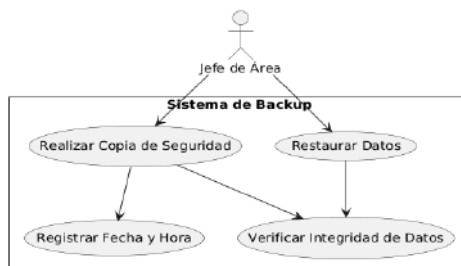 Jefe de Área
Sistema de Backup
Realizar Copia de Seguridad
Restaurar Datos
Registrar Fecha y Hora
Verificar Integridad de Datos